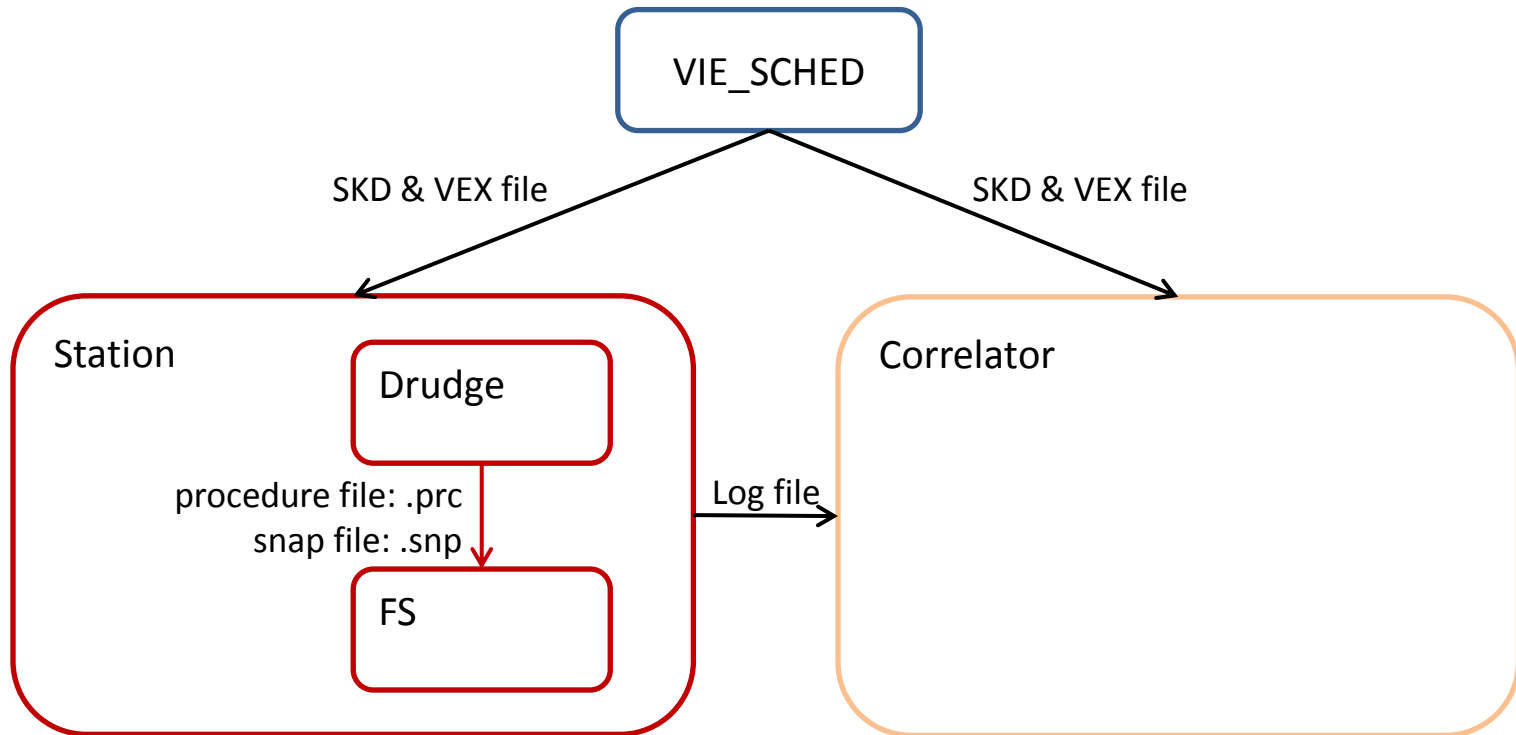 VIE_SCHED
SKD & VEX file
SKD & VEX file
Station
Drudge
procedure file: .prc
snap file: .snp
FS
Log file
Correlator